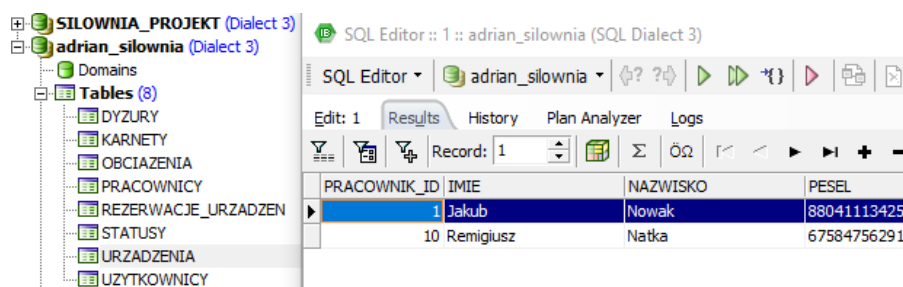 SILOWNIA_PROJEKT (Dialect 3)
adrian_silownia (Dialect 3)
Domains
Tables (8)
DYZURY
KARNETY
OBCIAZENIA
PRACOWNICY
REZERWACJE_URZADZEN
STATUSY
URZADZENIA
UZYTKOWNICY
IB SQL Editor :: 1 :: adrian_silownia (SQL Dialect 3)
SQL Editor adrian_silownia
Edit: 1 Results History Plan Analyzer Logs
Record: 1 Σ öΩ
PRACOWNIK_ID IMIE NAZWISKO PESEL
1 Jakub Nowak 88041113425
10 Remigiusz Natka 67584756291